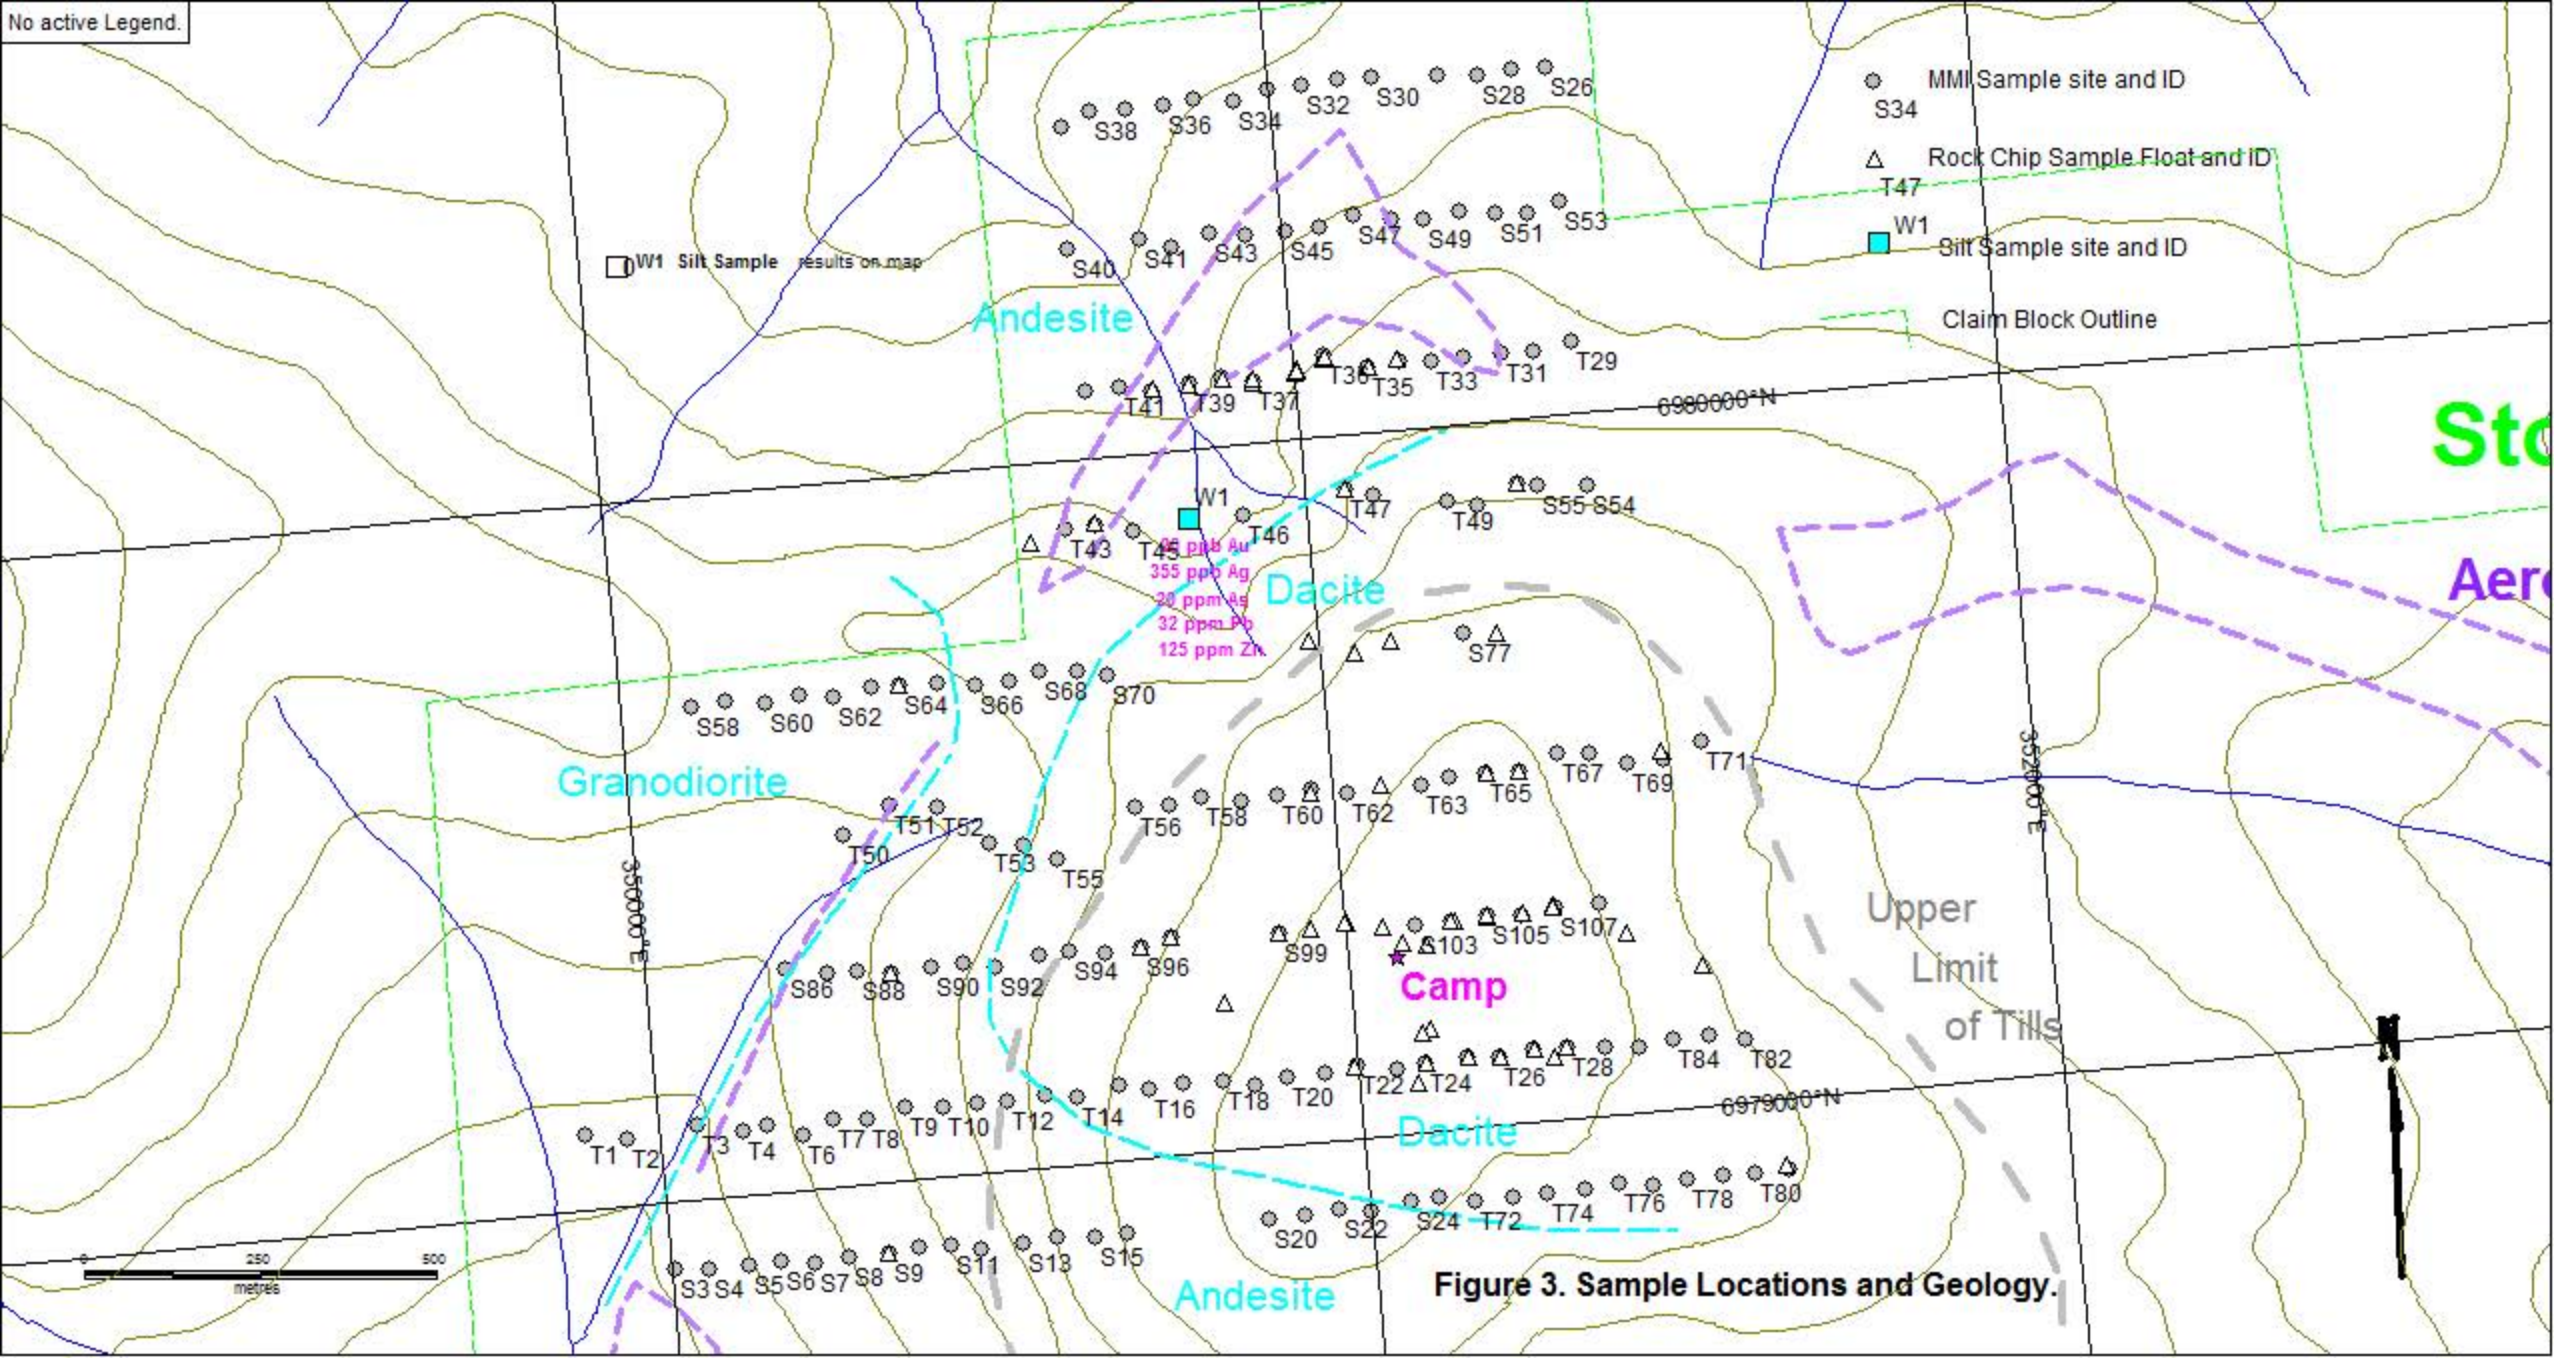 No active Legend.
S26
S28
S30
S32
S34
S36
S38
MMI Sample site and ID
S34
Rock Chip Sample Float and ID
T47
W1
Silt Sample site and ID
Claim Block Outline
W1 Silt Sample results on map
S40
S41
S43
S45
S47
S49
S51
S53
Andesite
T41
T39
T37
T36
T35
T33
T31
T29
6980000°N
Sto
W1
T43
T45
T46
T47
T49
S55
S54
ppb Au
355 ppb Ag
20 ppm As
32 ppm Pb
125 ppm Zn
Dacite
Aero
S77
S58
S60
S62
S64
S66
S68
S70
Granodiorite
T50
T51
T52
T53
T55
T56
T58
T60
T62
T63
T65
T67
T69
T71
352000°E
350000°E
S86
S88
S90
S92
S94
S96
S99
S103
S105
S107
Camp
Upper
Limit
of Tills
T1
T2
T3
T4
T6
T7
T8
T9
T10
T12
T14
T16
T18
T20
T22
T24
T26
T28
T84
T82
6979000°N
Dacite
S20
S22
S24
T72
T74
T76
T78
T80
S3
S4
S5
S6
S7
S8
S9
S11
S13
S15
0 250 500
metres
Andesite
Figure 3. Sample Locations and Geology.